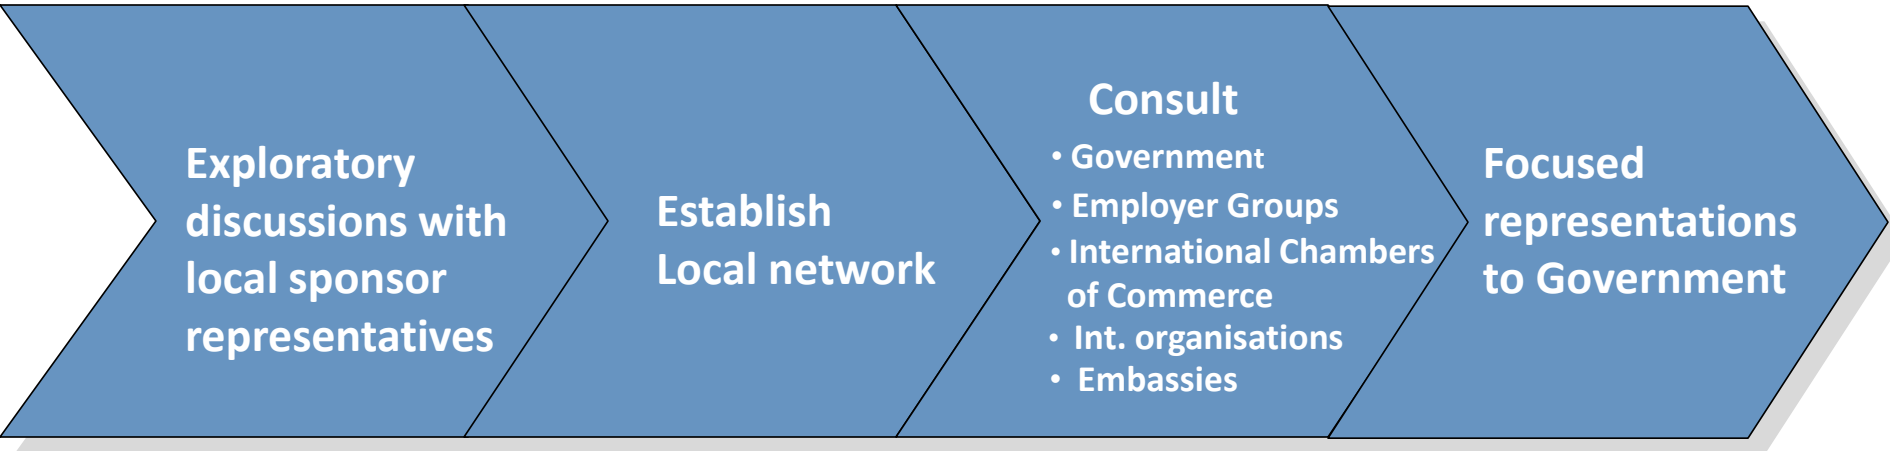 Exploratory
discussions with
local sponsor
representatives
Establish
Local network
Consult
• Government
• Employer Groups
• International Chambers
of Commerce
• Int. organisations
• Embassies
Focused
representations
to Government